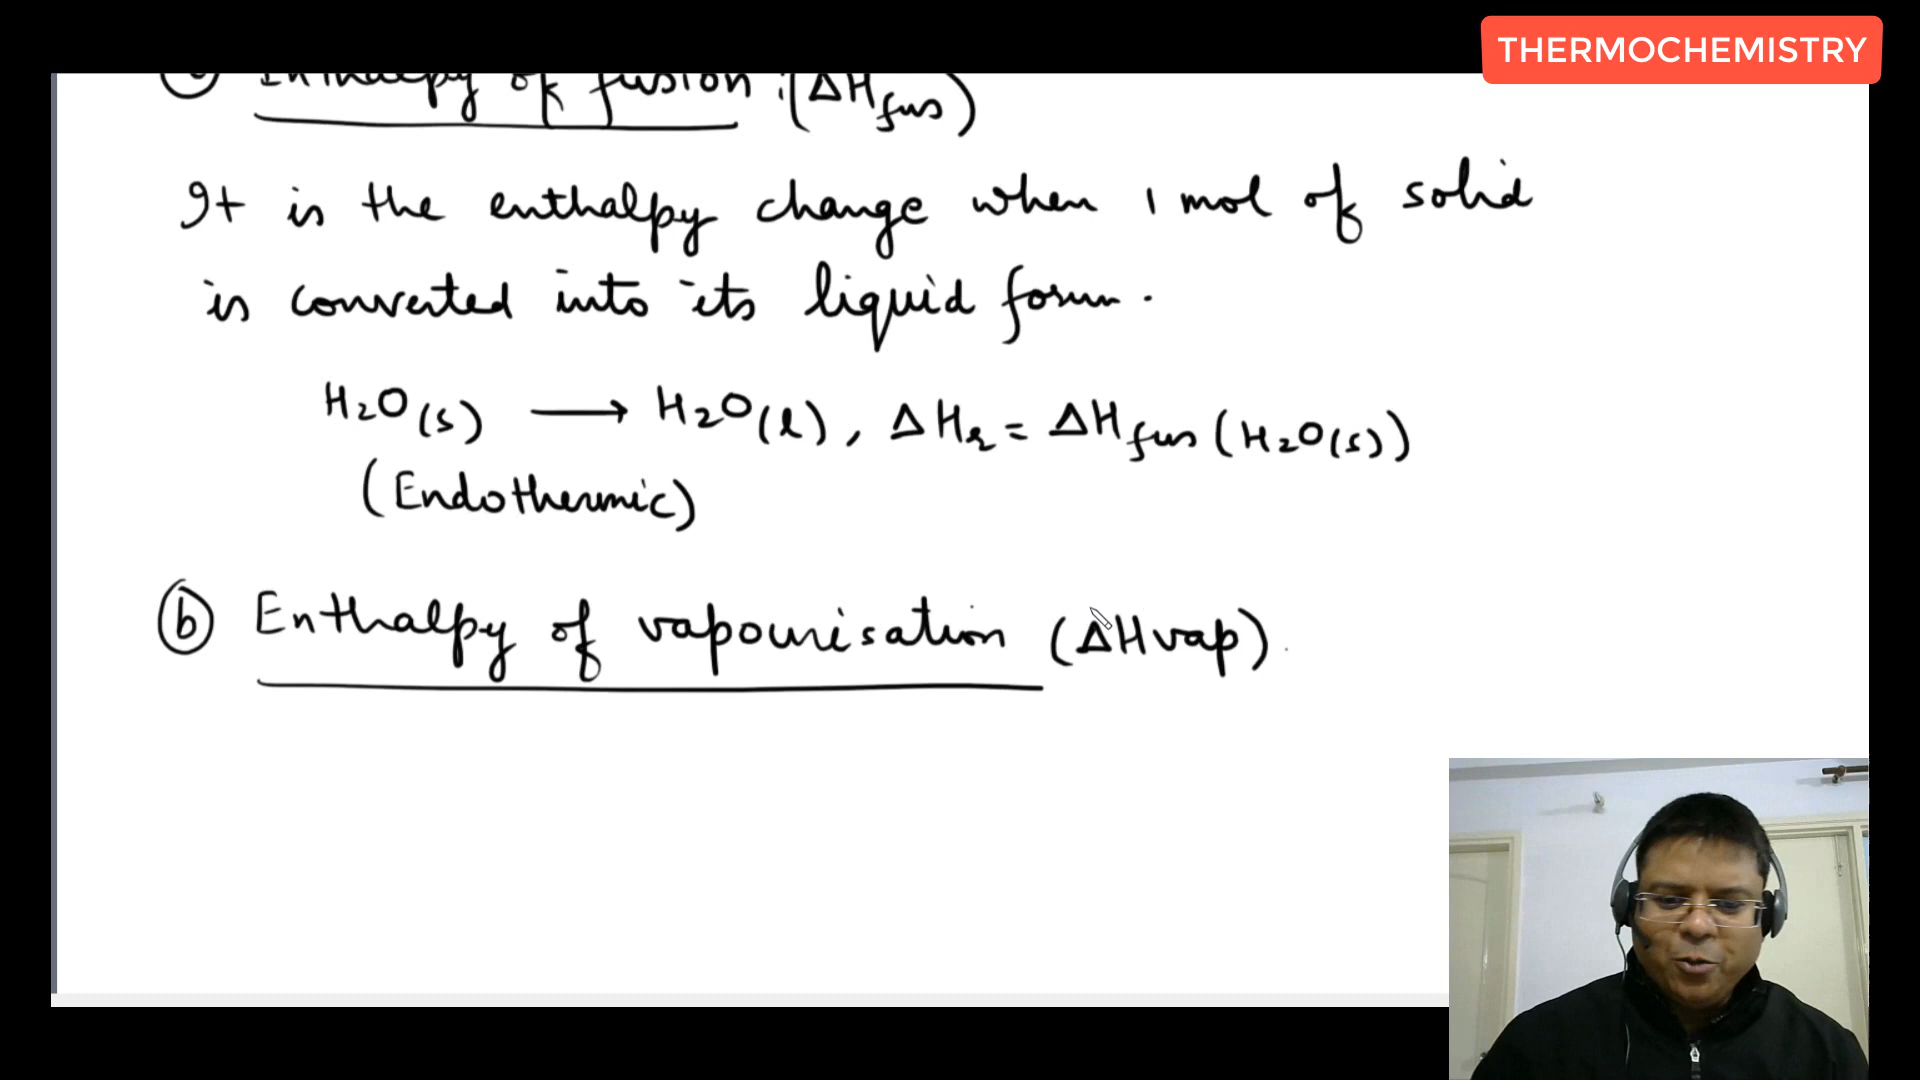 THERMOCHEMISTRY
ⓐ Enthalpy of fusion :(ΔHfus)
It is the enthalpy change when 1 mol of solid
is converted into its liquid form.
H₂O(s) ⟶ H₂O(l), ΔHr = ΔHfus(H₂O(s))
(Endothermic)
ⓑ Enthalpy of vapourisation (ΔHvap).